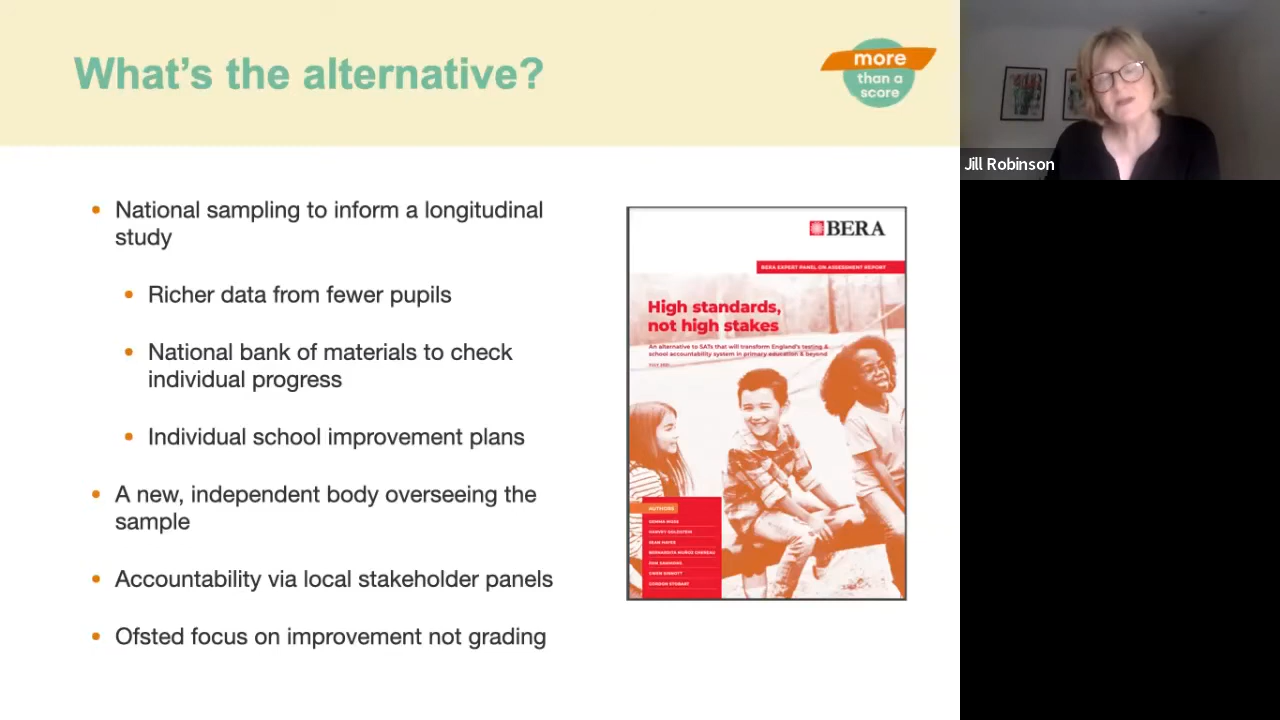 What's the alternative?
more
than a
score
Jill Robinson
National sampling to inform a longitudinal
study
Richer data from fewer pupils
National bank of materials to check
individual progress
Individual school improvement plans
A new, independent body overseeing the
sample
Accountability via local stakeholder panels
Ofsted focus on improvement not grading
BERA
BERA EXPERT PANEL ON ASSESSMENT REPORT
High standards,
not high stakes
An alternative to SATs that will transform England's testing &
school accountability system in primary education & beyond
AUTHORS
HARVEY GOLDSTEIN
GORDON STOBART